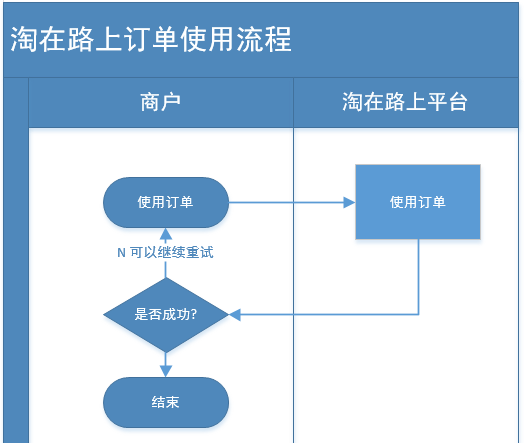 淘在路上订单使用流程
商户
淘在路上平台
使用订单
使用订单
N 可以继续重试
是否成功?
结束